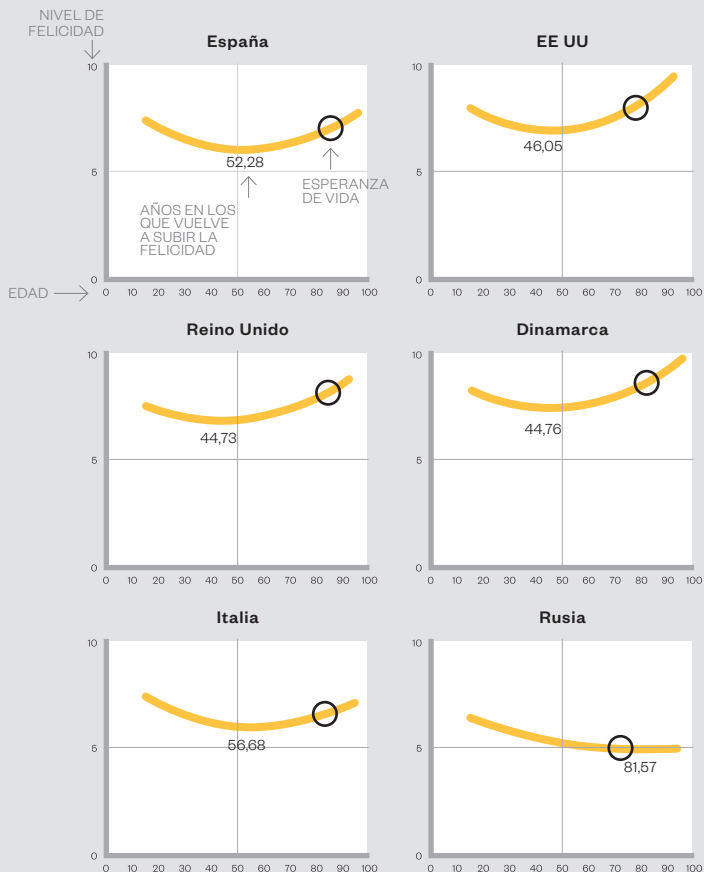 NIVEL DE
FELICIDAD
España
10
5
0
52,28
AÑOS EN LOS
QUE VUELVE
A SUBIR LA
FELICIDAD
ESPERANZA
DE VIDA
EDAD
0 10 20 30 40 50 60 70 80 90 100
EE UU
10
5
0
46,05
0 10 20 30 40 50 60 70 80 90 100
Reino Unido
10
5
0
44,73
0 10 20 30 40 50 60 70 80 90 100
Dinamarca
10
5
0
44,76
0 10 20 30 40 50 60 70 80 90 100
Italia
10
5
0
56,68
0 10 20 30 40 50 60 70 80 90 100
Rusia
10
5
0
81,57
0 10 20 30 40 50 60 70 80 90 100